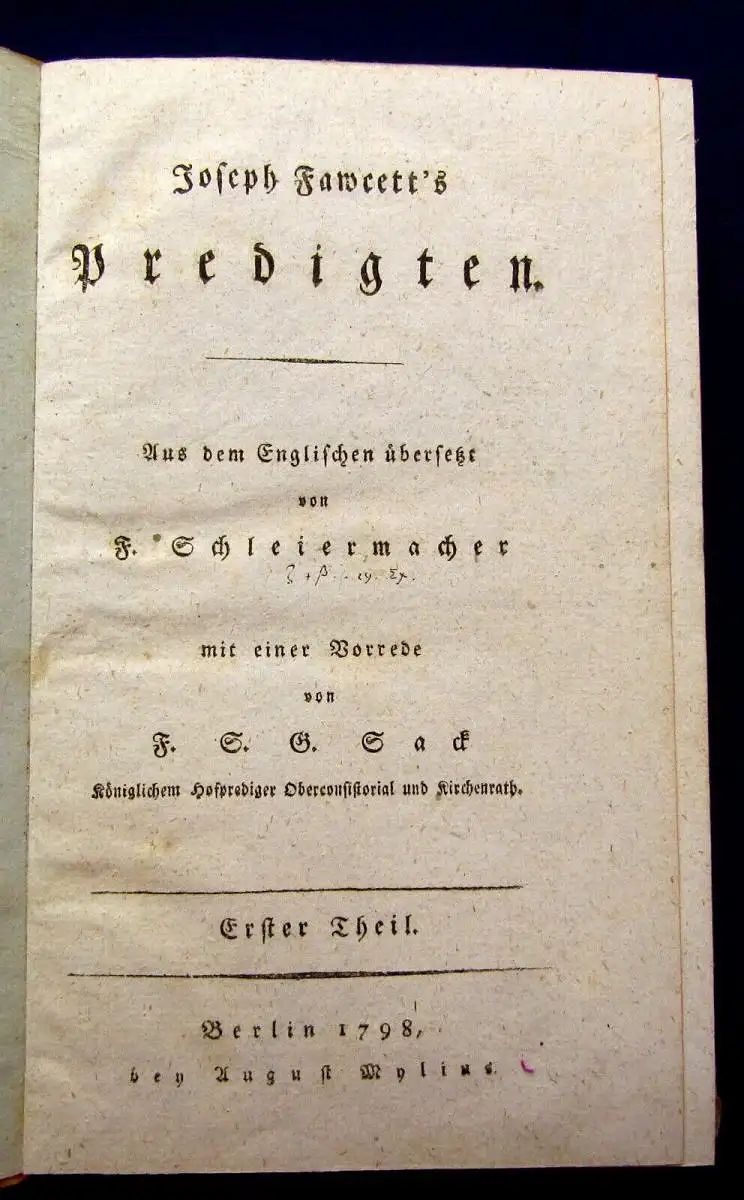 Joseph Fawcett's
Predigten.
Aus dem Englischen übersetzt
von
F. Schleiermacher
mit einer Vorrede
von
F. S. G. Sack
Königlichem Hofprediger Oberconsistorial und Kirchenrath.
Erster Theil.
Berlin 1798,
bey August Mylius